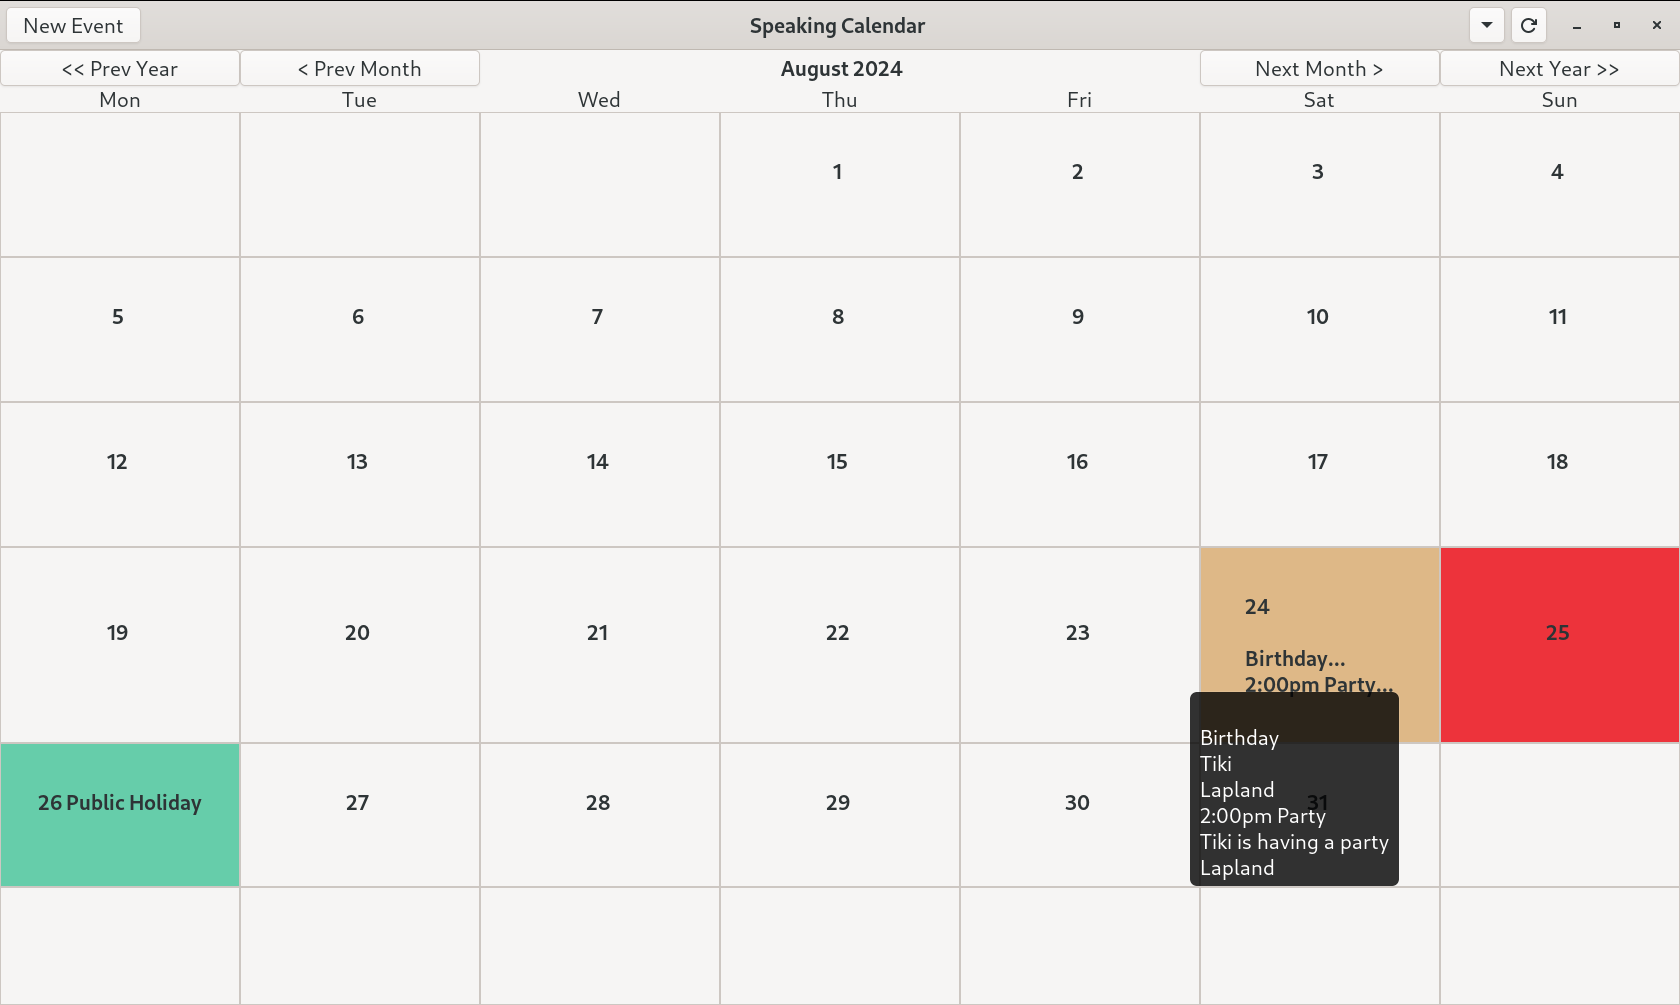 New Event
Speaking Calendar
<< Prev Year
< Prev Month
August 2024
Next Month >
Next Year >>
Mon Tue Wed Thu Fri Sat Sun
1 2 3 4
5 6 7 8 9 10 11
12 13 14 15 16 17 18
19 20 21 22 23 24 25
Birthday...
2:00pm Party...
26 Public Holiday 27 28 29 30 31
Birthday
Tiki
Lapland
2:00pm Party
Tiki is having a party
Lapland